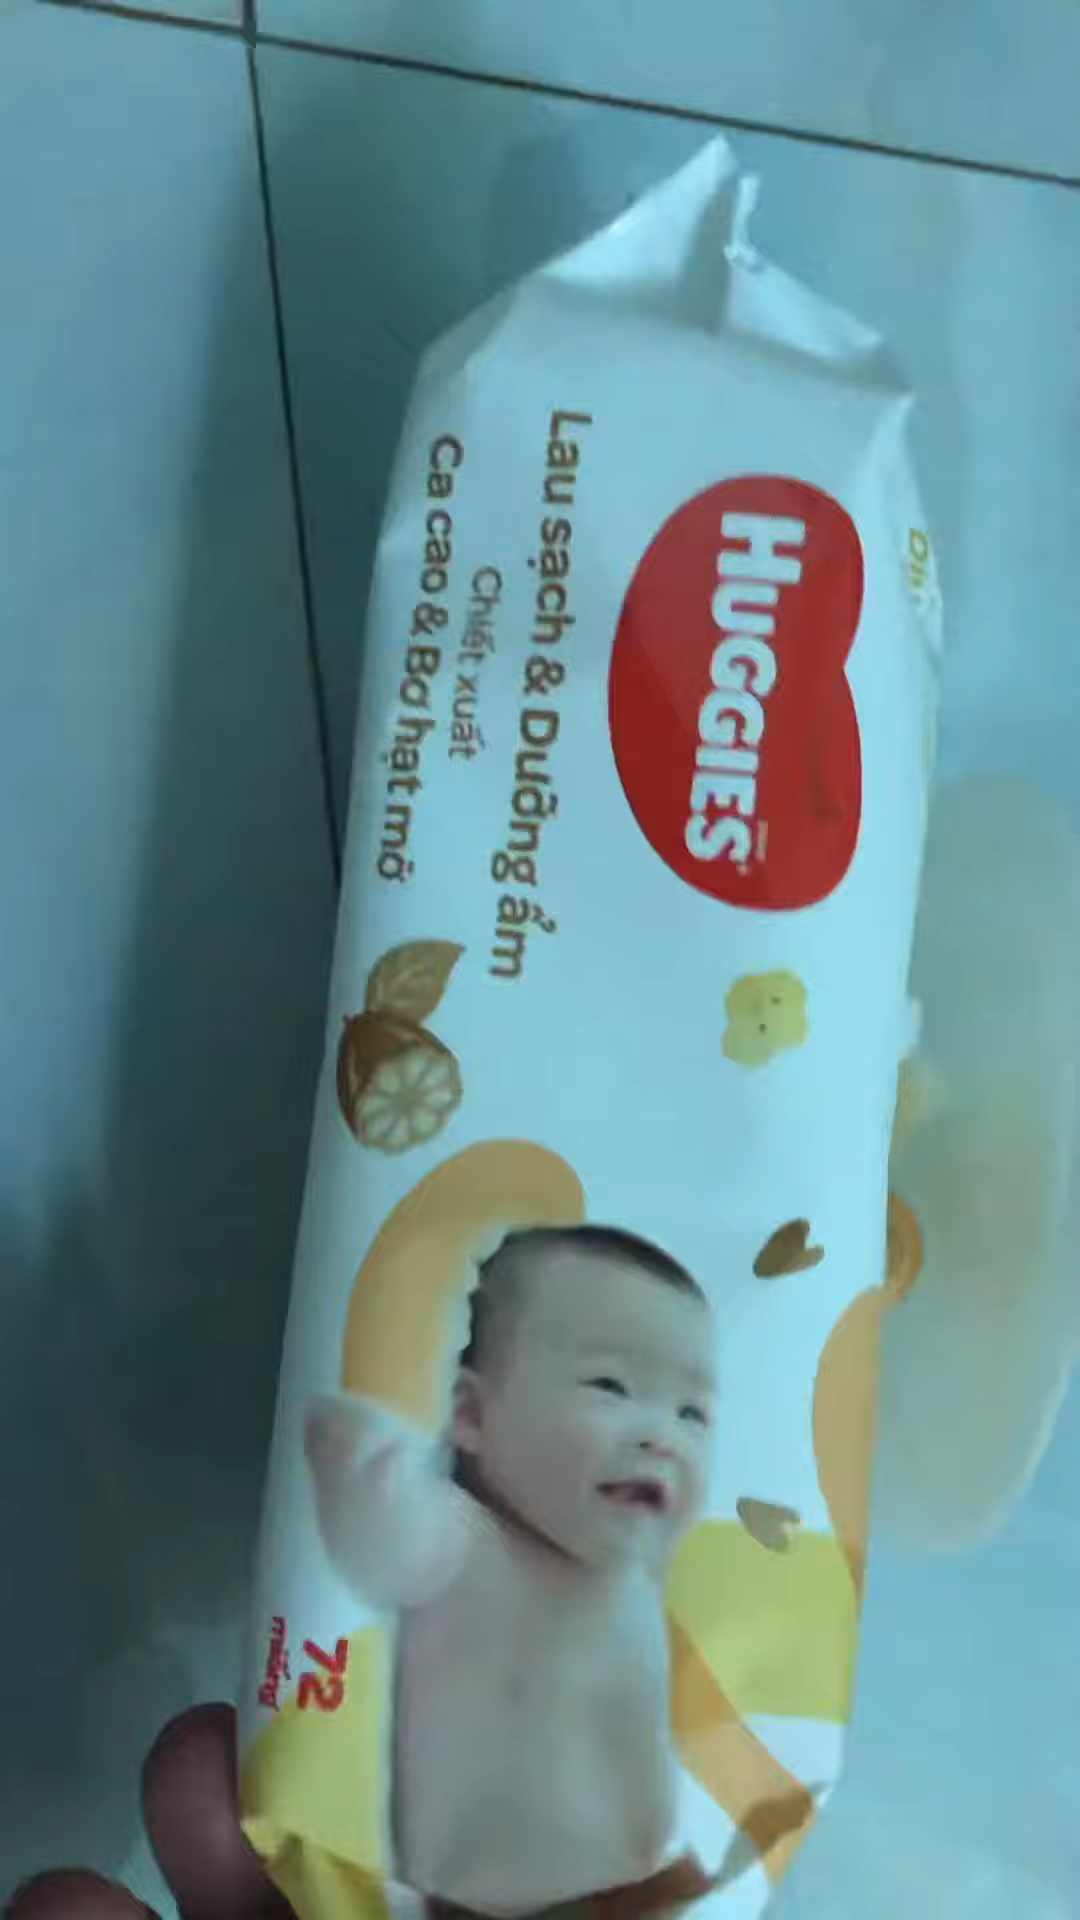 HUGGIES
Lau sạch & Dưỡng ẩm
Chiết xuất
Ca cao & Bơ hạt mỡ
72
miếng